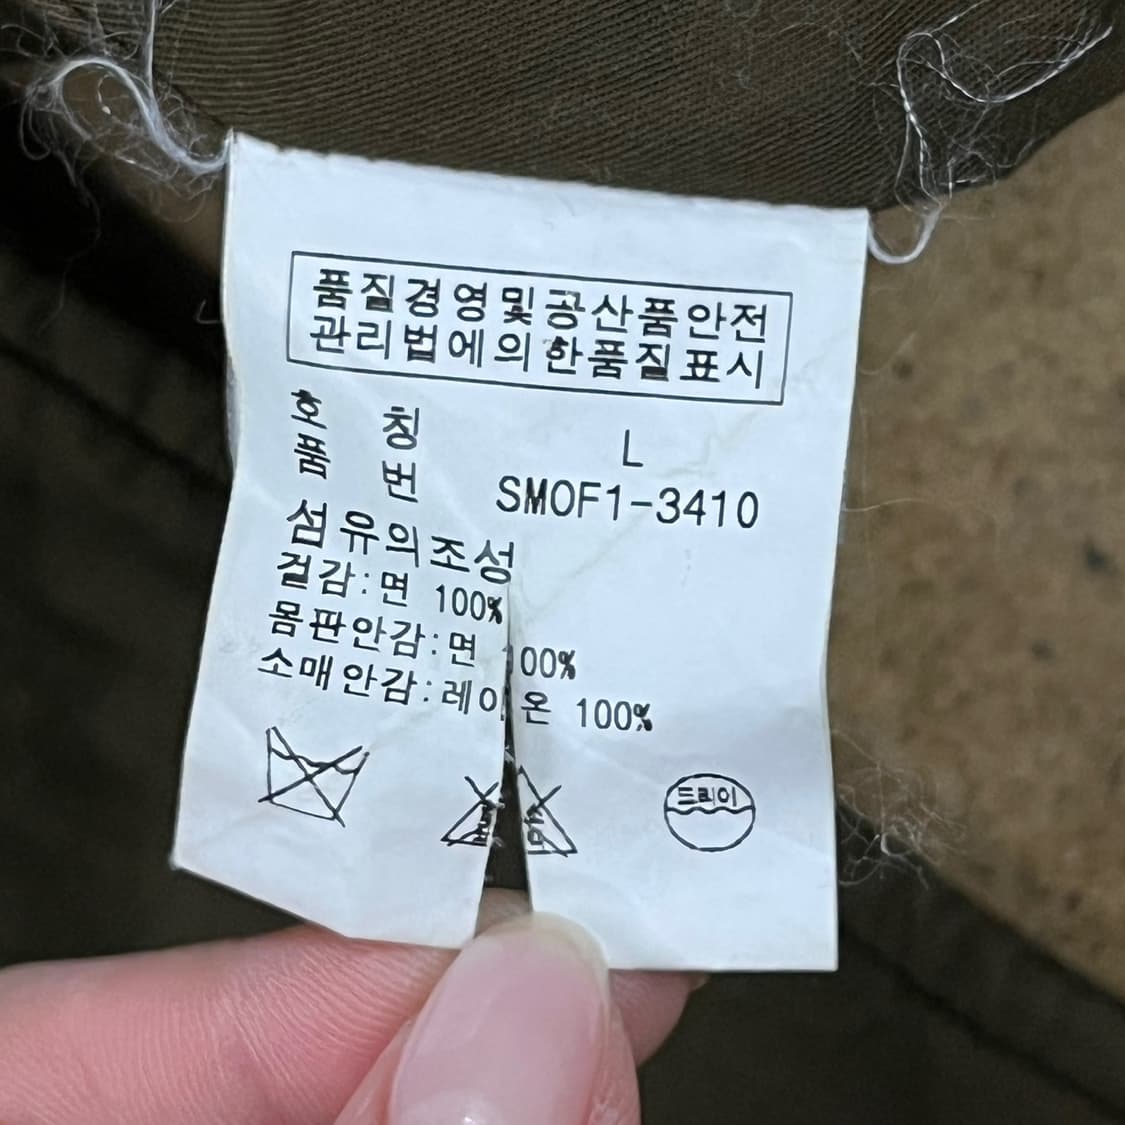 품질경영및공산품안전
관리법에의한품질표시
호 칭 L
품 번 SMOF1-3410
섬유의조성
겉감:면 100%
몸판안감:면 100%
소매안감:레이온 100%
드라이